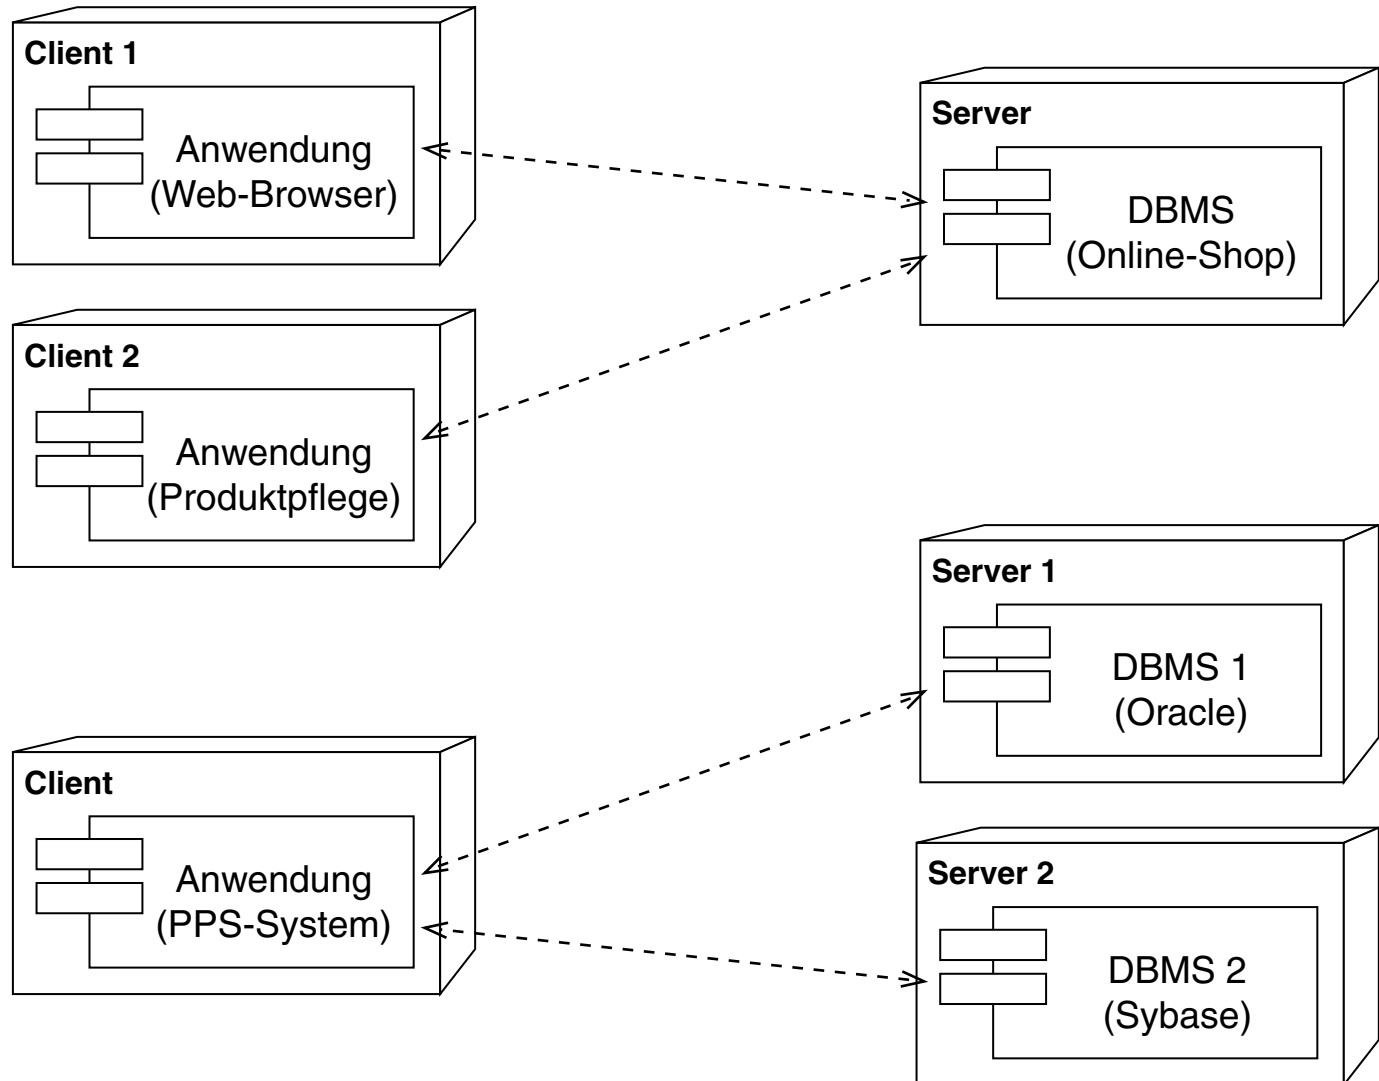 Client 1
Anwendung
(Web-Browser)
Server
DBMS
(Online-Shop)
Client 2
Anwendung
(Produktpflege)
Server 1
DBMS 1
(Oracle)
Client
Anwendung
(PPS-System)
Server 2
DBMS 2
(Sybase)